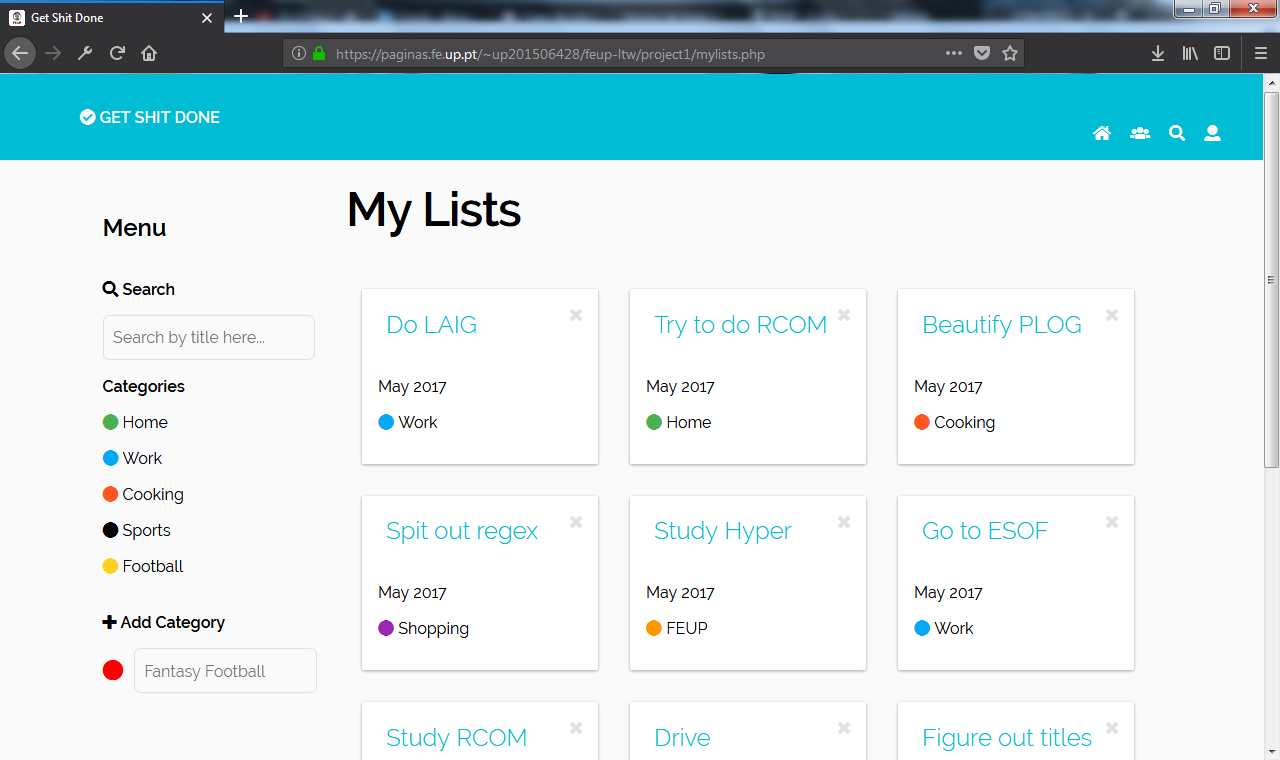 Get Shit Done
https://paginas.fe.up.pt/~up201506428/feup-ltw/project1/mylists.php
GET SHIT DONE
My Lists
Menu
Search
Search by title here...
Categories
Home
Work
Cooking
Sports
Football
Add Category
Fantasy Football
Do LAIG
May 2017
Work
Try to do RCOM
May 2017
Home
Beautify PLOG
May 2017
Cooking
Spit out regex
May 2017
Shopping
Study Hyper
May 2017
FEUP
Go to ESOF
May 2017
Work
Study RCOM
Drive
Figure out titles